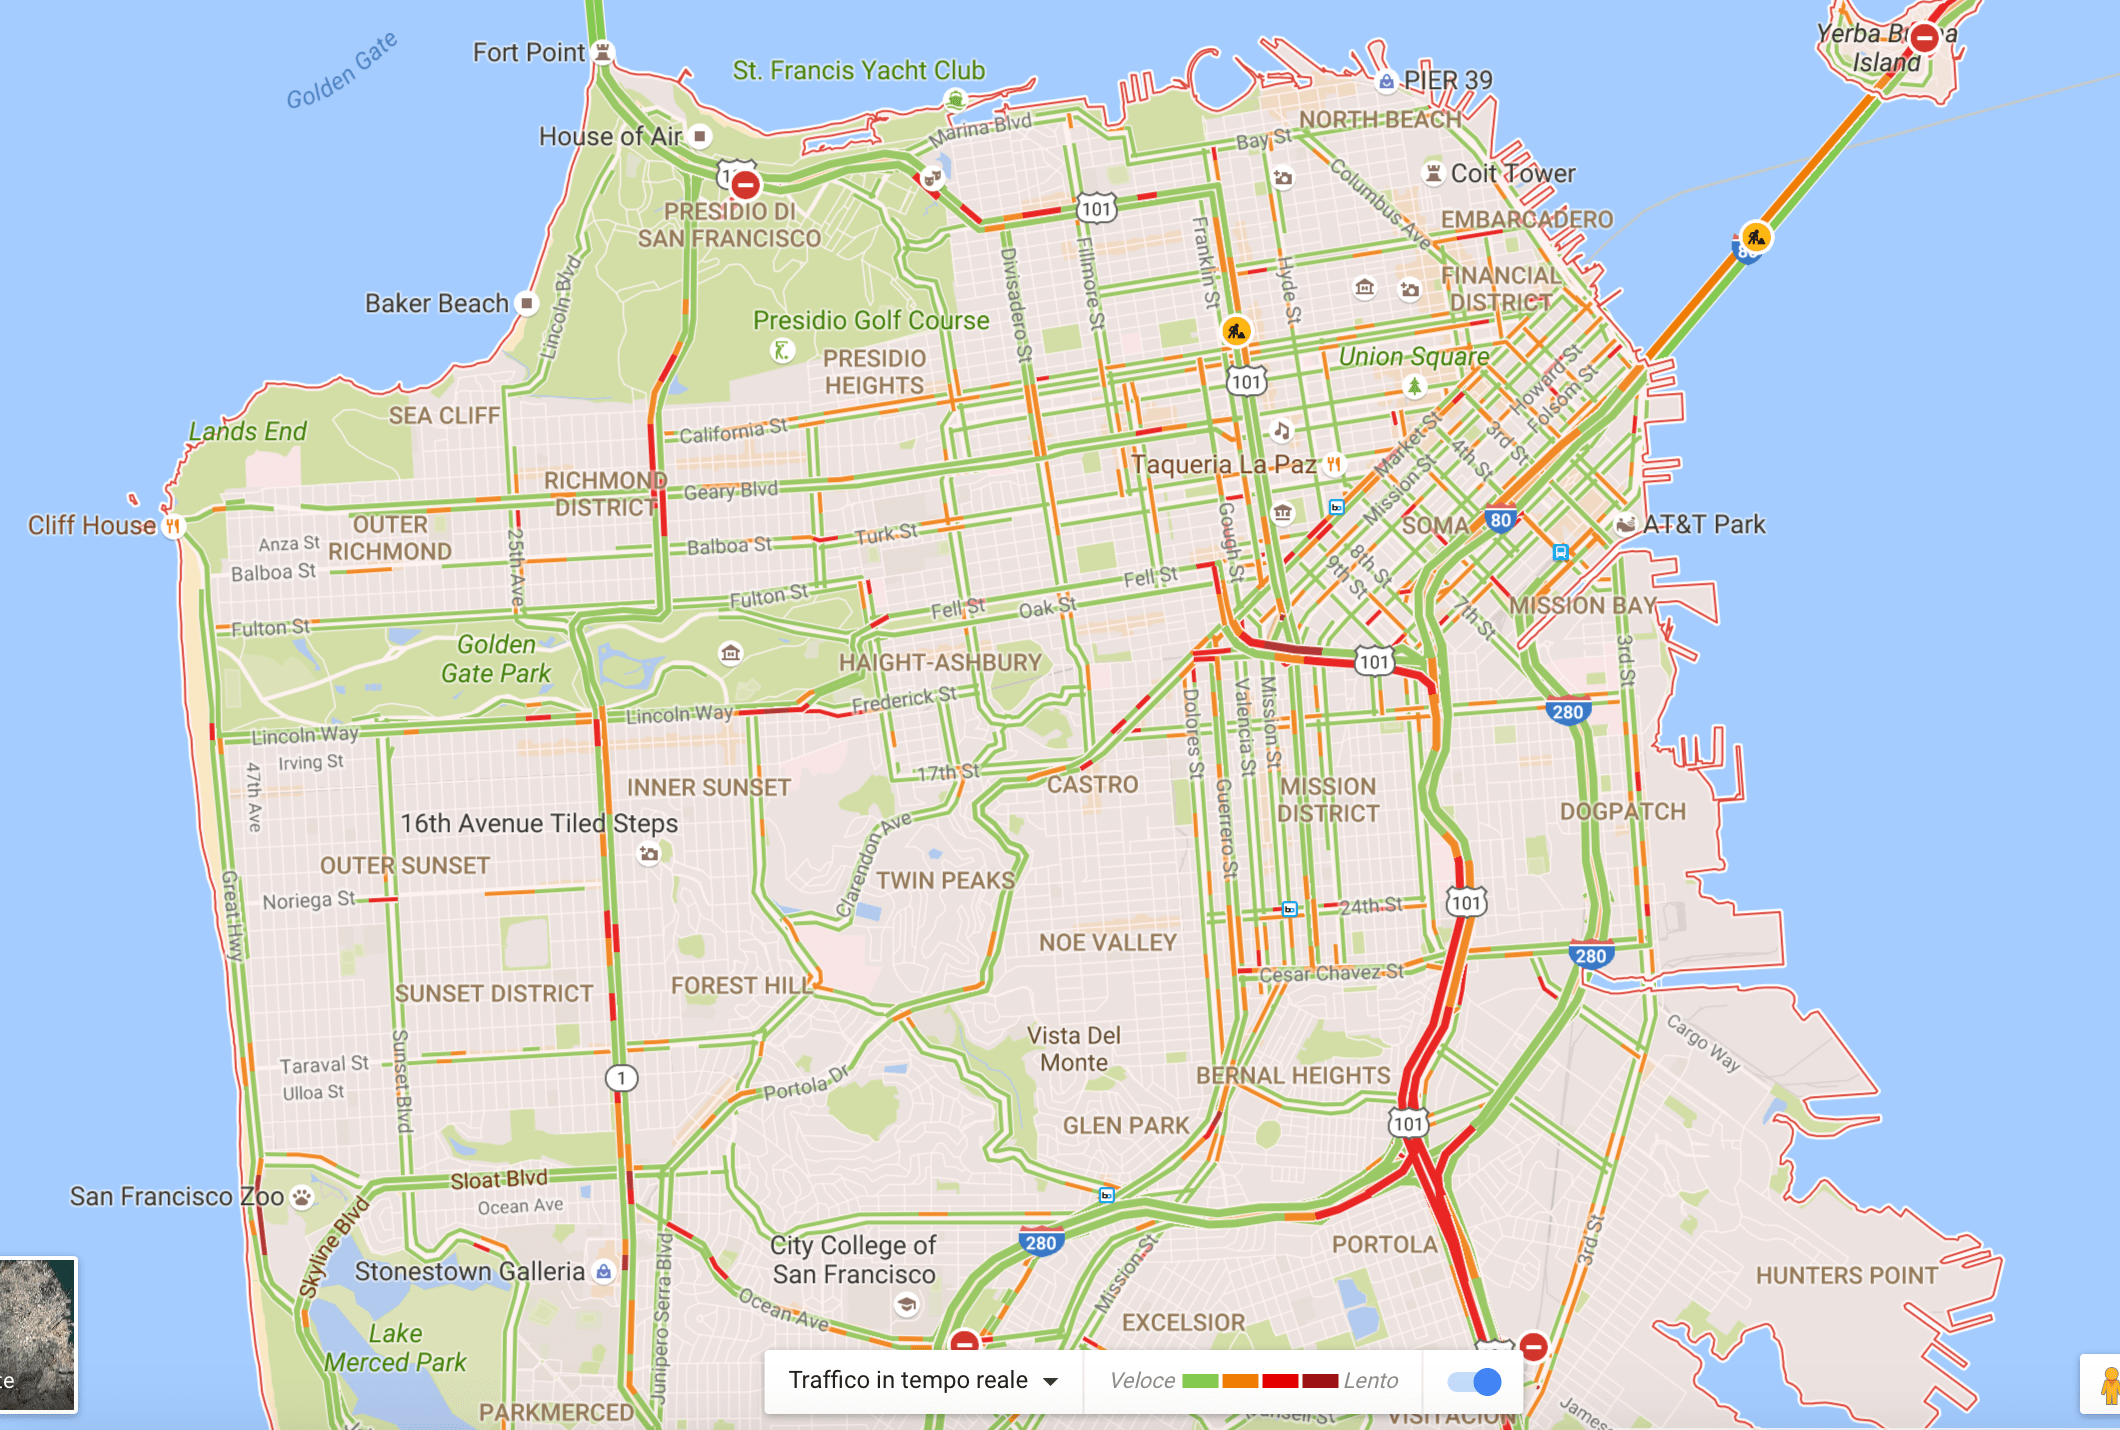 Golden Gate
Fort Point
St. Francis Yacht Club
PIER 39
Yerba
Island
House of Air
Marina Blvd
Bay St
NORTH BEACH
Columbus Ave
Coit Tower
PRESIDIO DI
SAN FRANCISCO
101
EMBARCADERO
Lincoln Blvd
Baker Beach
Divisadero St
Fillmore St
Franklin St
Hyde St
FINANCIAL
DISTRICT
Presidio Golf Course
PRESIDIO
HEIGHTS
Union Square
101
Howard St
Folsom St
SEA CLIFF
Lands End
California St
Market St
3rd St
4th St
Taqueria La Paz
Mission St
RICHMOND
DISTRICT
Geary Blvd
Cliff House
OUTER
RICHMOND
Anza St
Balboa St
25th Ave
Balboa St
Turk St
Gough St
SOMA
80
AT&T Park
8th St
9th St
7th St
Fell St
Fulton St
Fell St
Oak St
MISSION BAY
3rd St
Fulton St
Golden
Gate Park
HAIGHT-ASHBURY
101
Frederick St
Lincoln Way
Lincoln Way
Irving St
47th Ave
Dolores St
Valencia St
Mission St
280
17th St
CASTRO
INNER SUNSET
Guerrero St
MISSION
DISTRICT
DOGPATCH
16th Avenue Tiled Steps
OUTER SUNSET
Clarendon Ave
TWIN PEAKS
Great Hwy
Noriega St
24th St
101
NOE VALLEY
280
Cesar Chavez St
SUNSET DISTRICT
FOREST HILL
Vista Del
Monte
Cargo Way
Sunset Blvd
Taraval St
Ulloa St
1
Portola Dr
BERNAL HEIGHTS
GLEN PARK
101
San Francisco Zoo
Sloat Blvd
Ocean Ave
Skyline Blvd
Stonestown Galleria
Junipero Serra Blvd
City College of
San Francisco
280
Mission St
PORTOLA
3rd St
HUNTERS POINT
Ocean Ave
EXCELSIOR
Lake
Merced Park
Traffico in tempo reale
Veloce
Lento
PARKMERCED
VISITACION
James